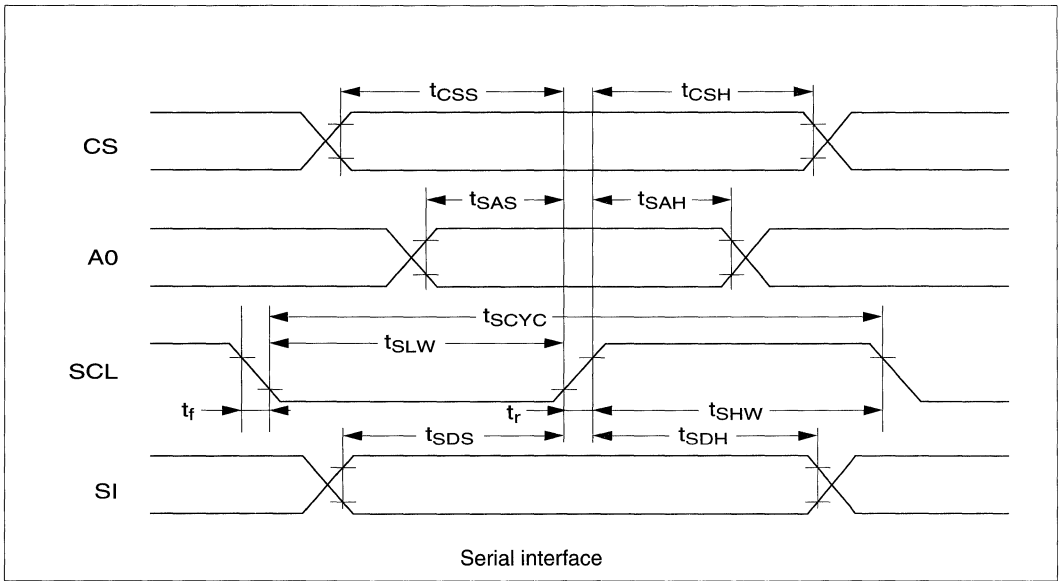 tCSS tCSH
CS
tSAS tSAH
A0
tSCYC
tSLW
SCL
tf tr tSHW
tSDS tSDH
SI
Serial interface